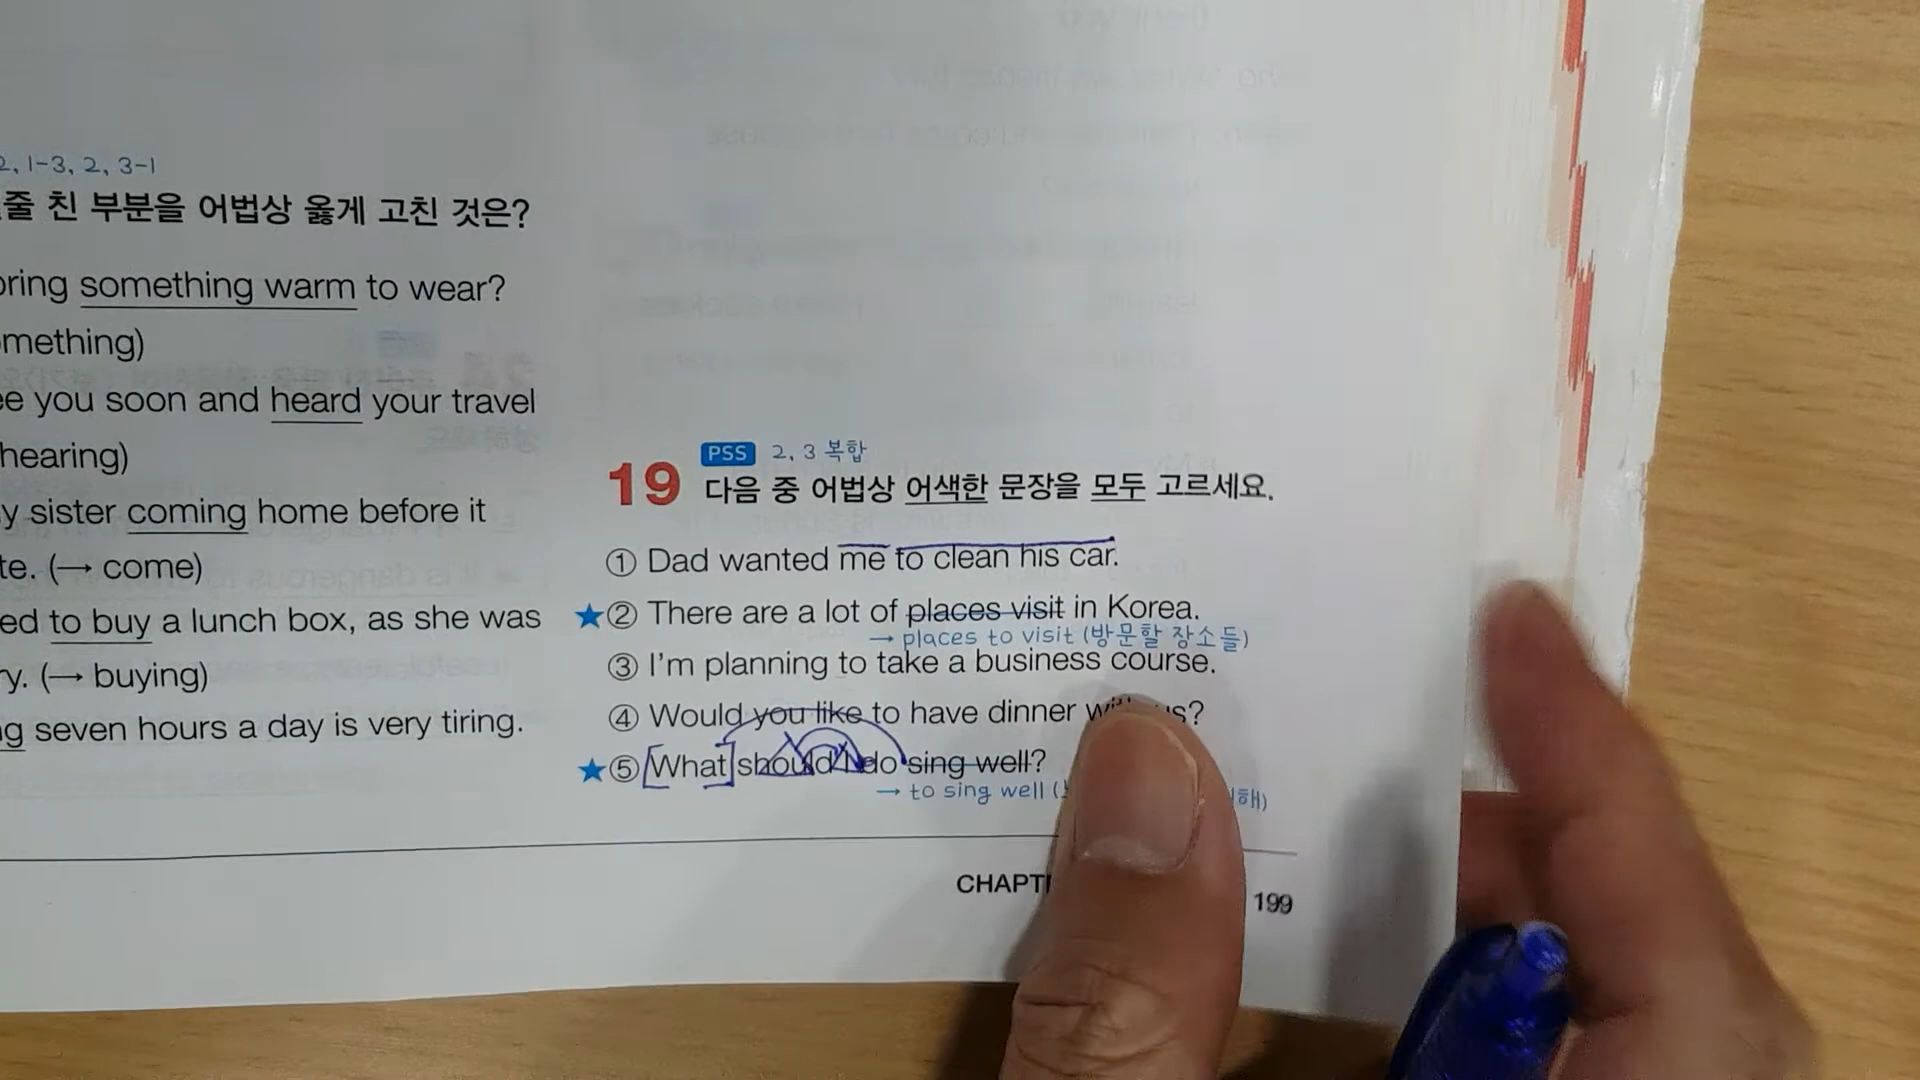 2, 1-3, 2, 3-1
줄 친 부분을 어법상 옳게 고친 것은?
bring something warm to wear?
omething)
ee you soon and heard your travel
hearing)
y sister coming home before it
te. (→ come)
ed to buy a lunch box, as she was
ry. (→ buying)
ng seven hours a day is very tiring.
PSS 2, 3 복합
19 다음 중 어법상 어색한 문장을 모두 고르세요.
① Dad wanted me to clean his car.
★② There are a lot of places visit in Korea.
→ places to visit (방문할 장소들)
③ I'm planning to take a business course.
④ Would you like to have dinner with us?
★⑤ [What] should I do sing well?
→ to sing well ( 해)
CHAPT
199